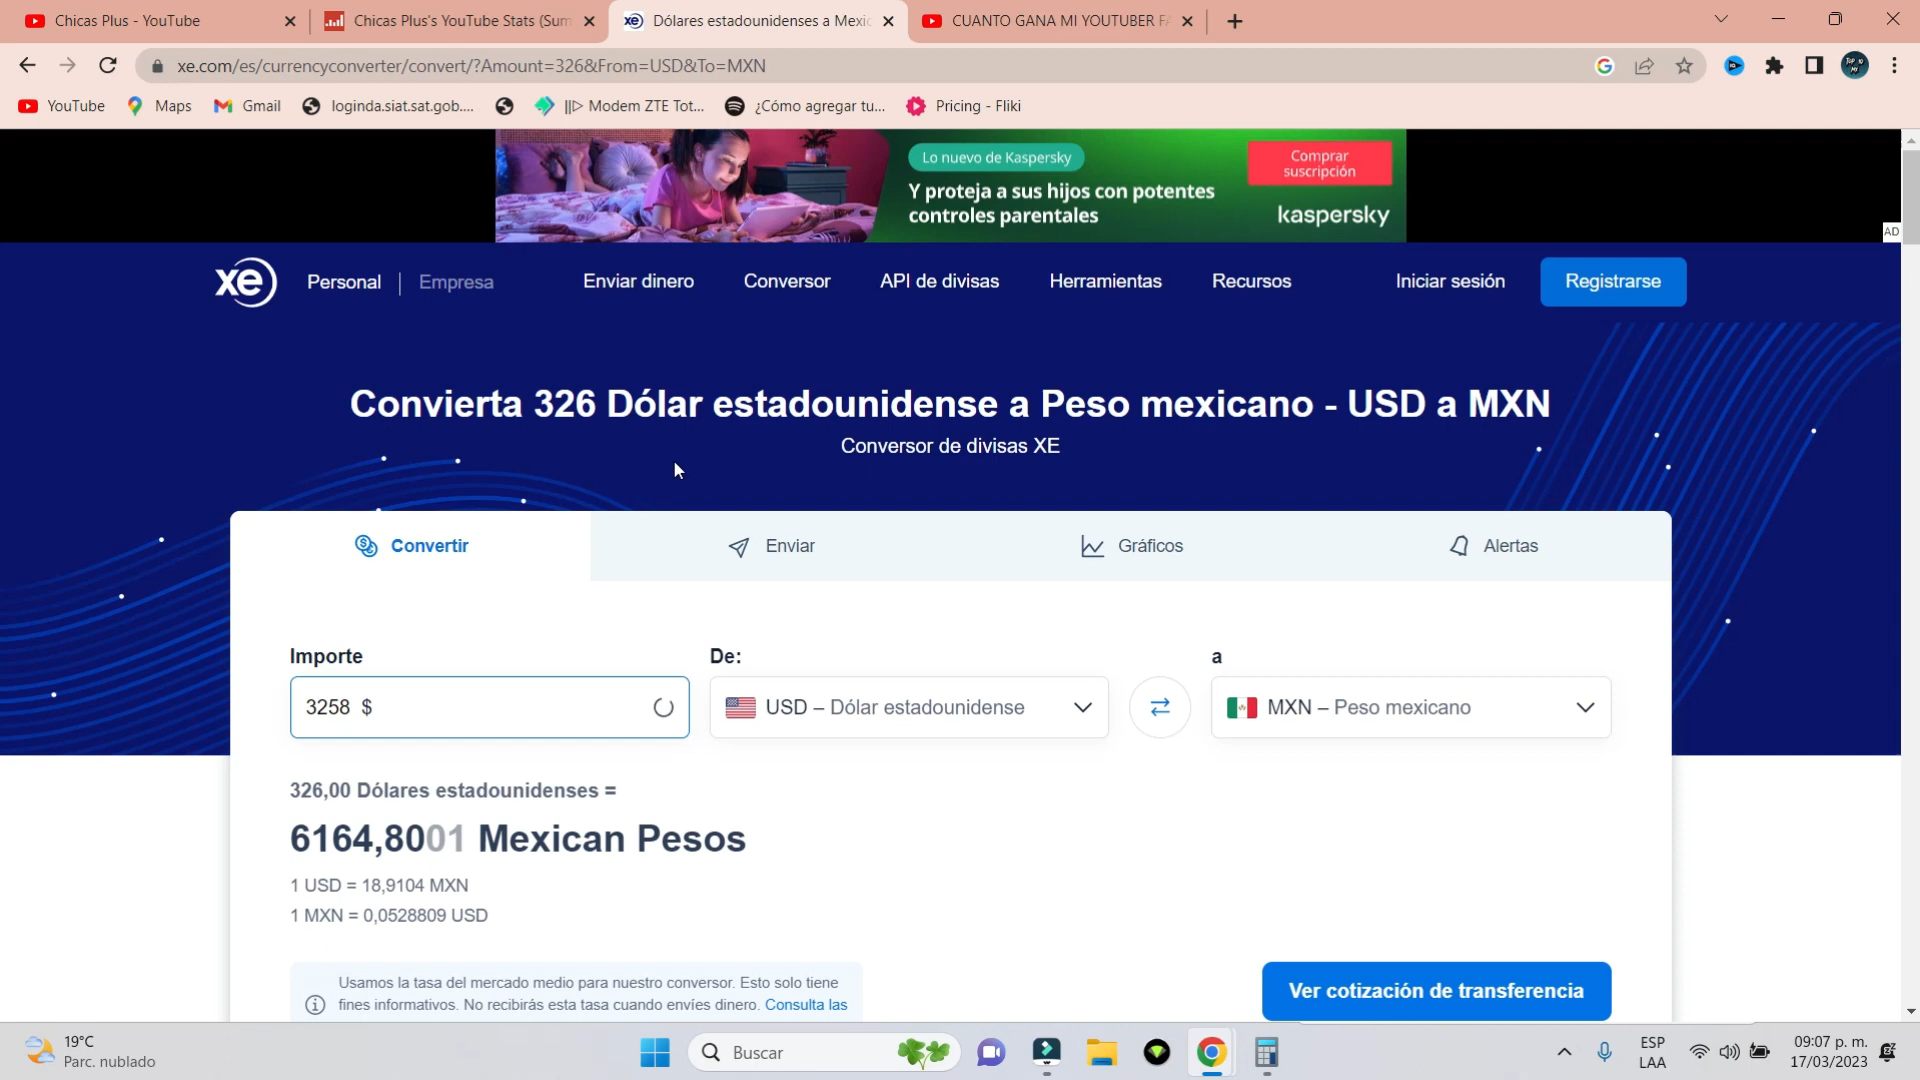 Chicas Plus - YouTube
Chicas Plus's YouTube Stats (Sum
Dólares estadounidenses a Mexic
CUANTO GANA MI YOUTUBER FA
xe.com/es/currencyconverter/convert/?Amount=326&From=USD&To=MXN
YouTube
Maps
Gmail
loginda.siat.sat.gob....
||▷ Modem ZTE Tot...
¿Cómo agregar tu...
Pricing - Fliki
Lo nuevo de Kaspersky
Y proteja a sus hijos con potentes
controles parentales
Comprar
suscripción
kaspersky
AD
xe
Personal
Empresa
Enviar dinero
Conversor
API de divisas
Herramientas
Recursos
Iniciar sesión
Registrarse
Convierta 326 Dólar estadounidense a Peso mexicano - USD a MXN
Conversor de divisas XE
Convertir
Enviar
Gráficos
Alertas
Importe
De:
a
3258 $
USD – Dólar estadounidense
MXN – Peso mexicano
326,00 Dólares estadounidenses =
6164,8001 Mexican Pesos
1 USD = 18,9104 MXN
1 MXN = 0,0528809 USD
Usamos la tasa del mercado medio para nuestro conversor. Esto solo tiene
fines informativos. No recibirás esta tasa cuando envíes dinero. Consulta las
Ver cotización de transferencia
19°C
Parc. nublado
Buscar
ESP
LAA
09:07 p. m.
17/03/2023